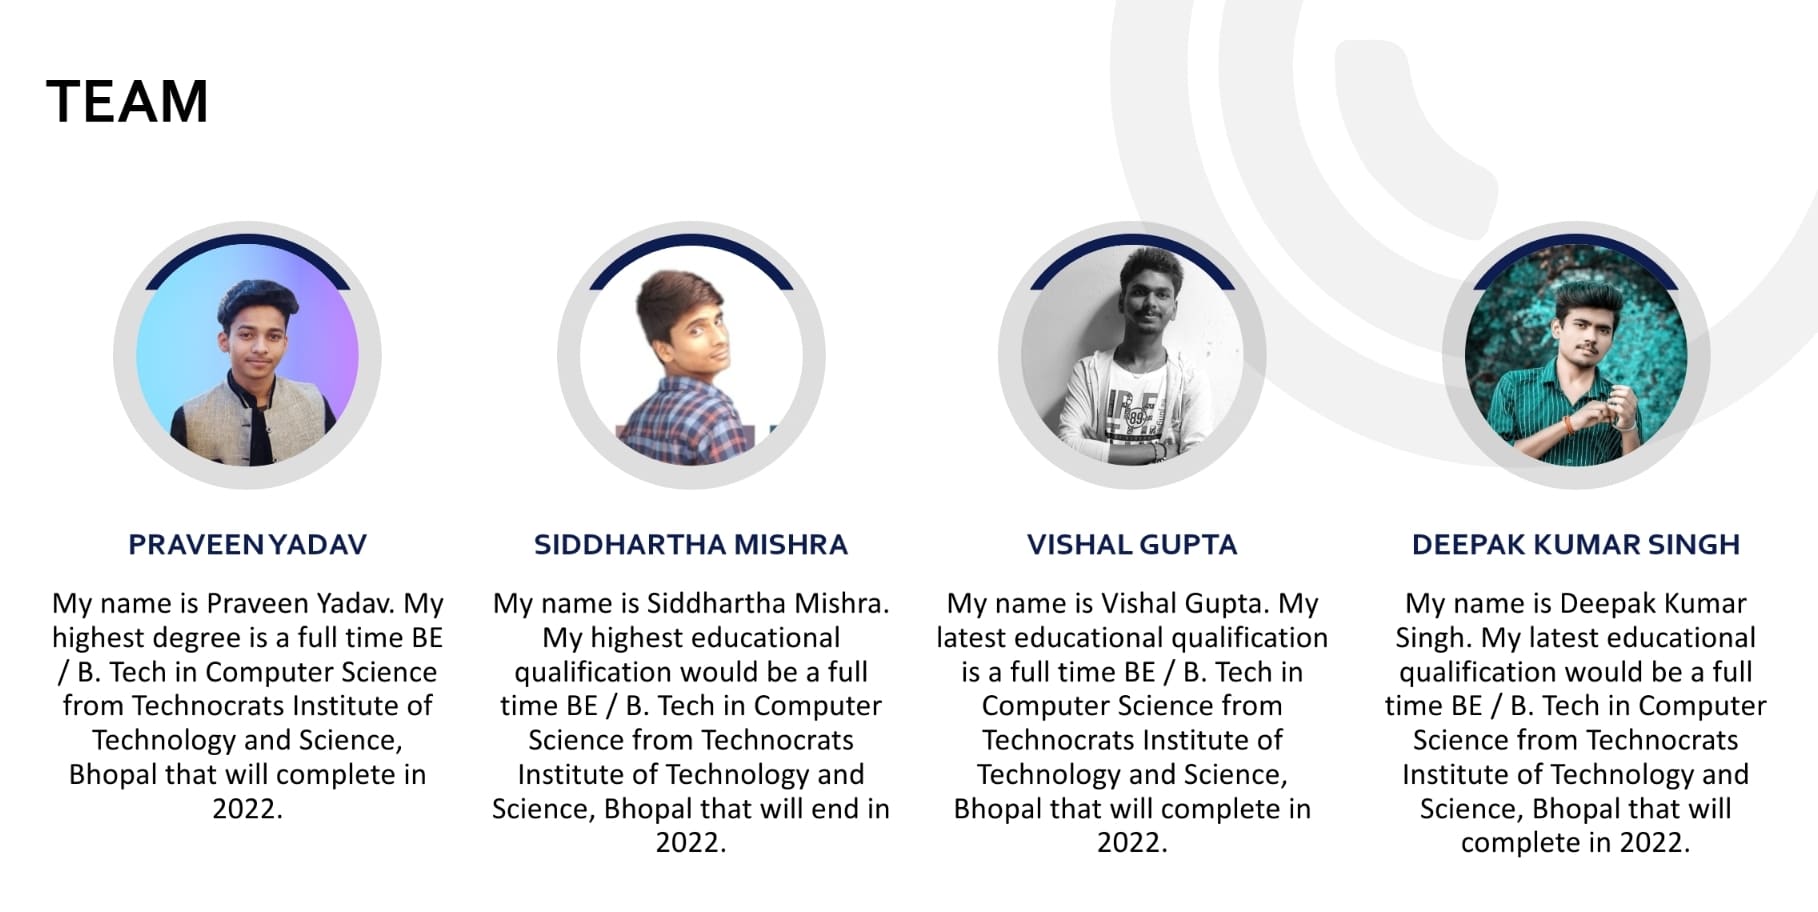 TEAM
PRAVEEN YADAV
My name is Praveen Yadav. My
highest degree is a full time BE
/ B. Tech in Computer Science
from Technocrats Institute of
Technology and Science,
Bhopal that will complete in
2022.
SIDDHARTHA MISHRA
My name is Siddhartha Mishra.
My highest educational
qualification would be a full
time BE / B. Tech in Computer
Science from Technocrats
Institute of Technology and
Science, Bhopal that will end in
2022.
VISHAL GUPTA
My name is Vishal Gupta. My
latest educational qualification
is a full time BE / B. Tech in
Computer Science from
Technocrats Institute of
Technology and Science,
Bhopal that will complete in
2022.
DEEPAK KUMAR SINGH
My name is Deepak Kumar
Singh. My latest educational
qualification would be a full
time BE / B. Tech in Computer
Science from Technocrats
Institute of Technology and
Science, Bhopal that will
complete in 2022.